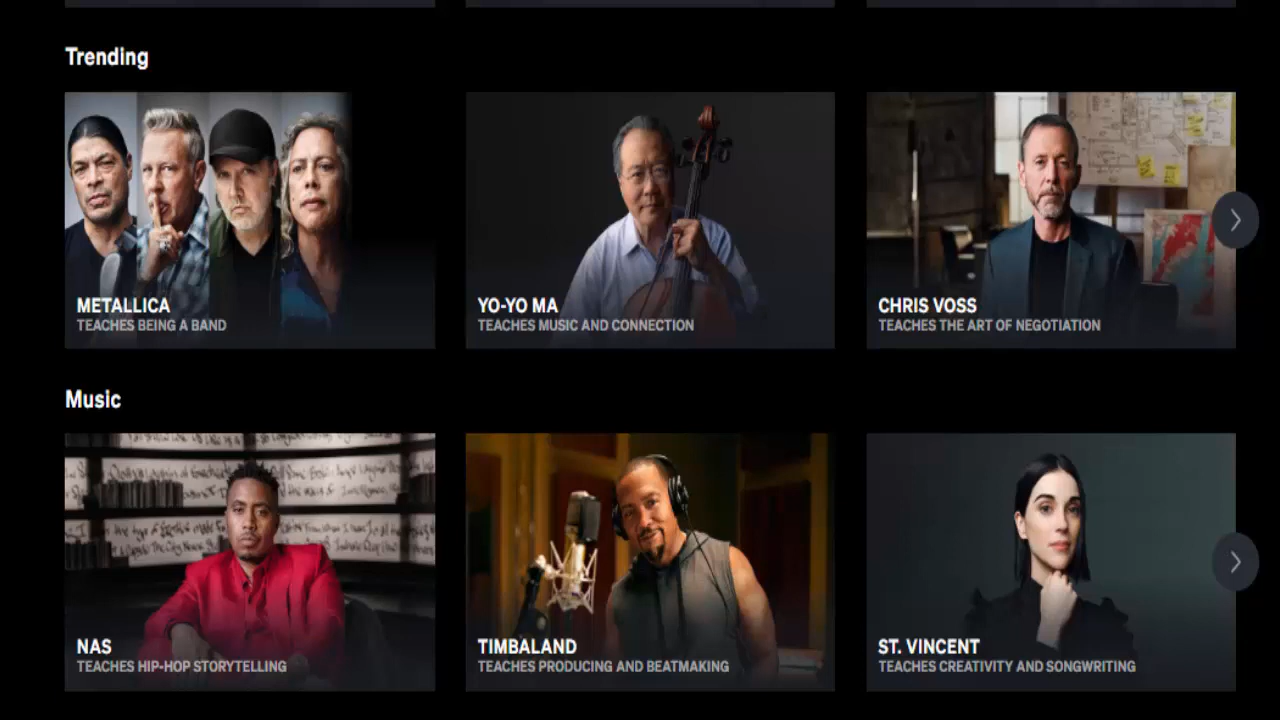 Trending
METALLICA
TEACHES BEING A BAND
YO-YO MA
TEACHES MUSIC AND CONNECTION
CHRIS VOSS
TEACHES THE ART OF NEGOTIATION
Music
NAS
TEACHES HIP-HOP STORYTELLING
TIMBALAND
TEACHES PRODUCING AND BEATMAKING
ST. VINCENT
TEACHES CREATIVITY AND SONGWRITING